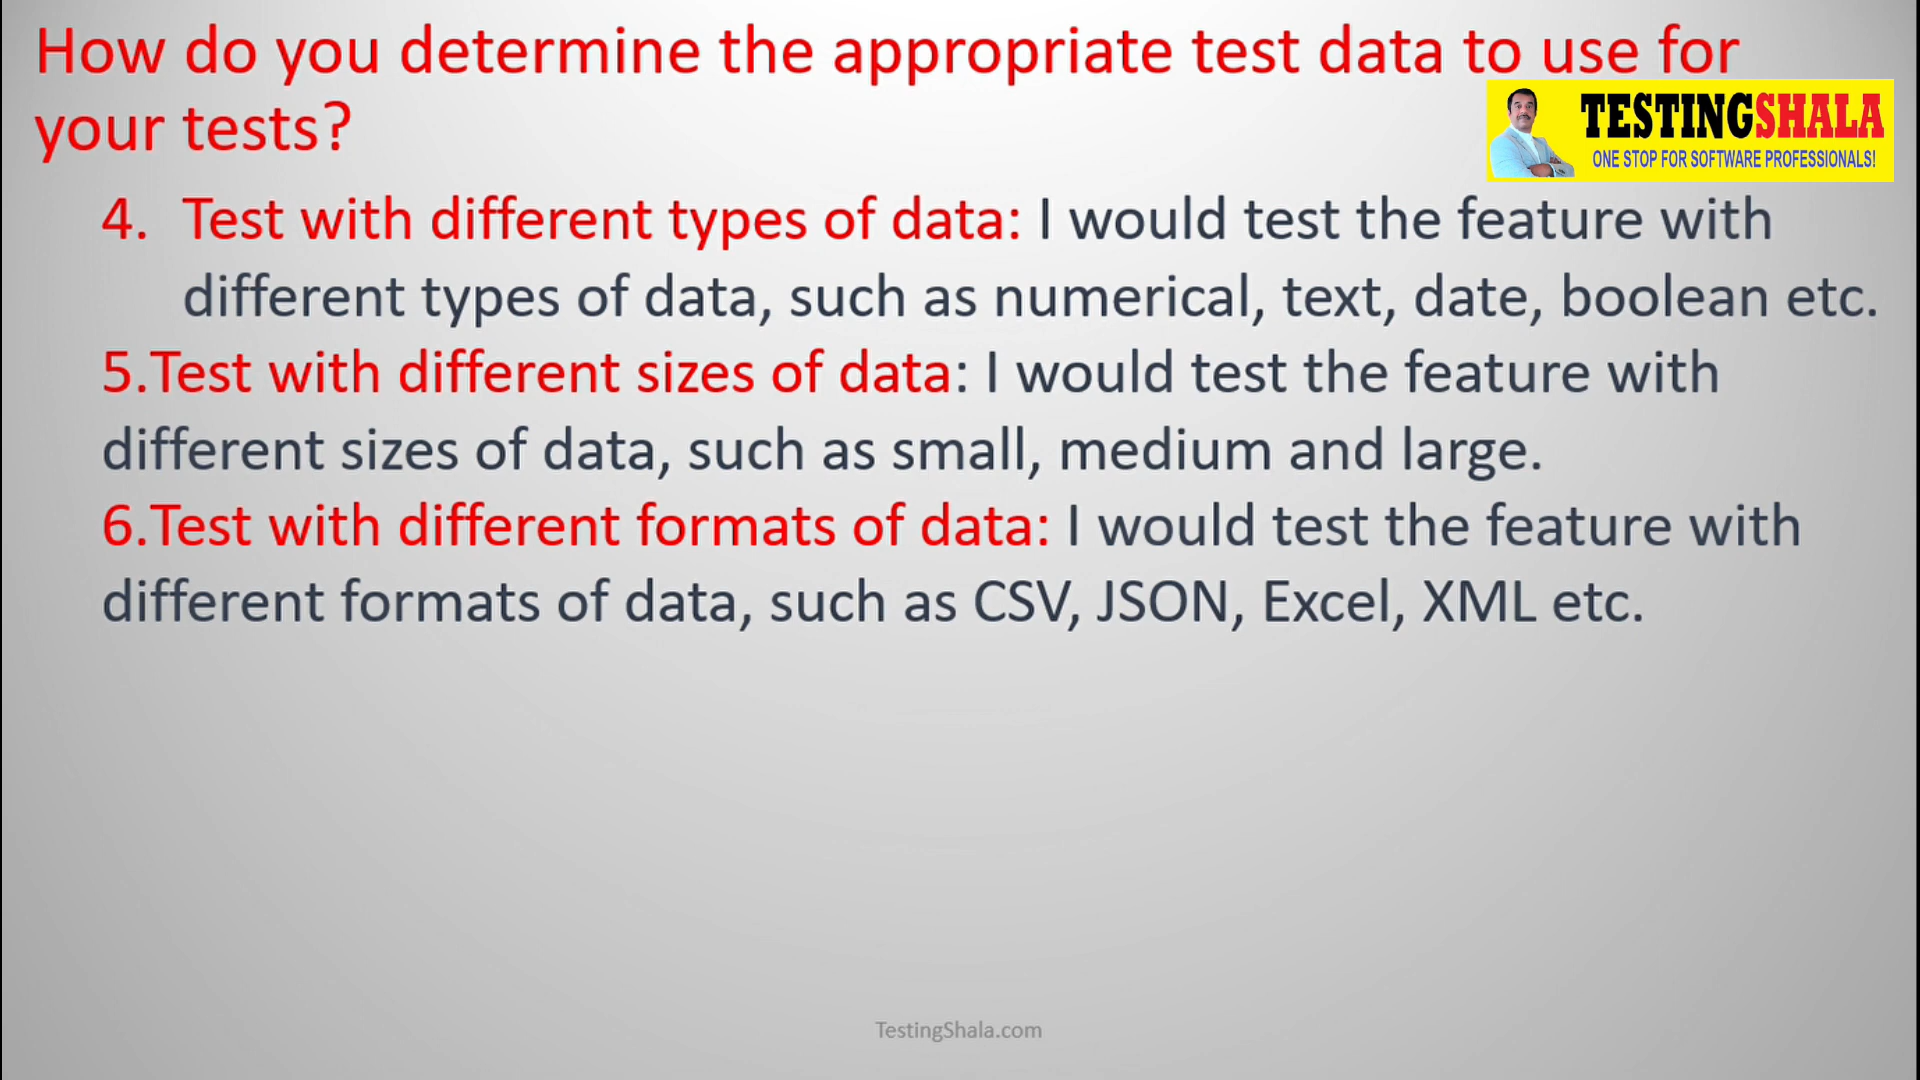 How do you determine the appropriate test data to use for
your tests?
TESTINGSHALA
ONE STOP FOR SOFTWARE PROFESSIONALS!
4. Test with different types of data: I would test the feature with
different types of data, such as numerical, text, date, boolean etc.
5.Test with different sizes of data: I would test the feature with
different sizes of data, such as small, medium and large.
6.Test with different formats of data: I would test the feature with
different formats of data, such as CSV, JSON, Excel, XML etc.
TestingShala.com